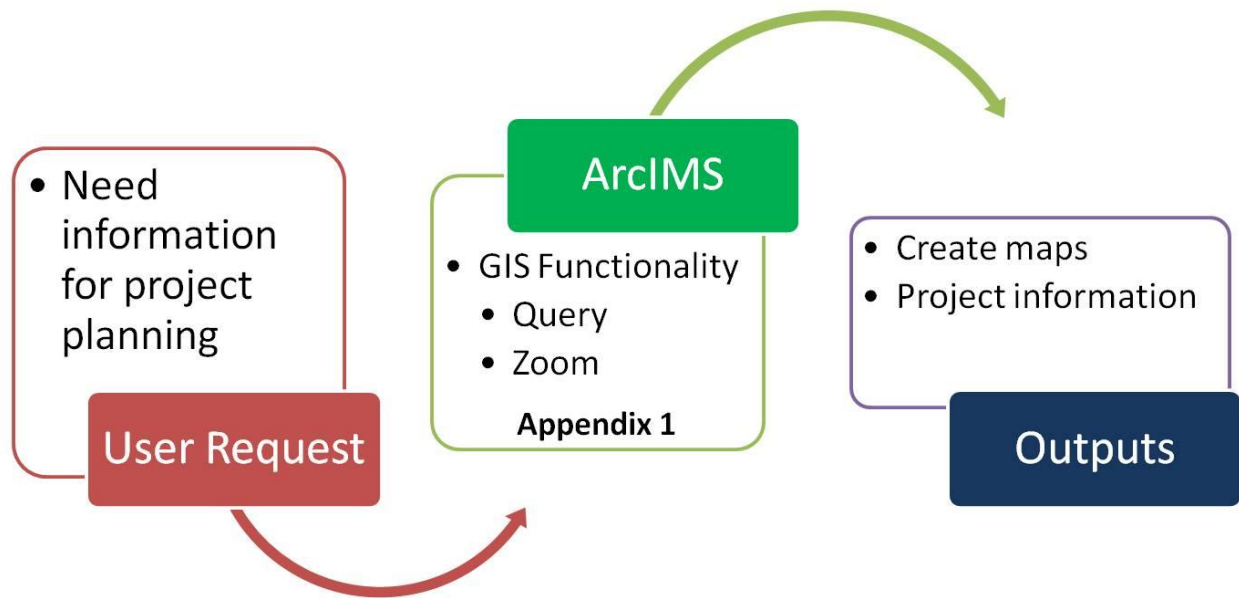 • Need
information
for project
planning
User Request
ArcIMS
• GIS Functionality
• Query
• Zoom
Appendix 1
• Create maps
• Project information
Outputs